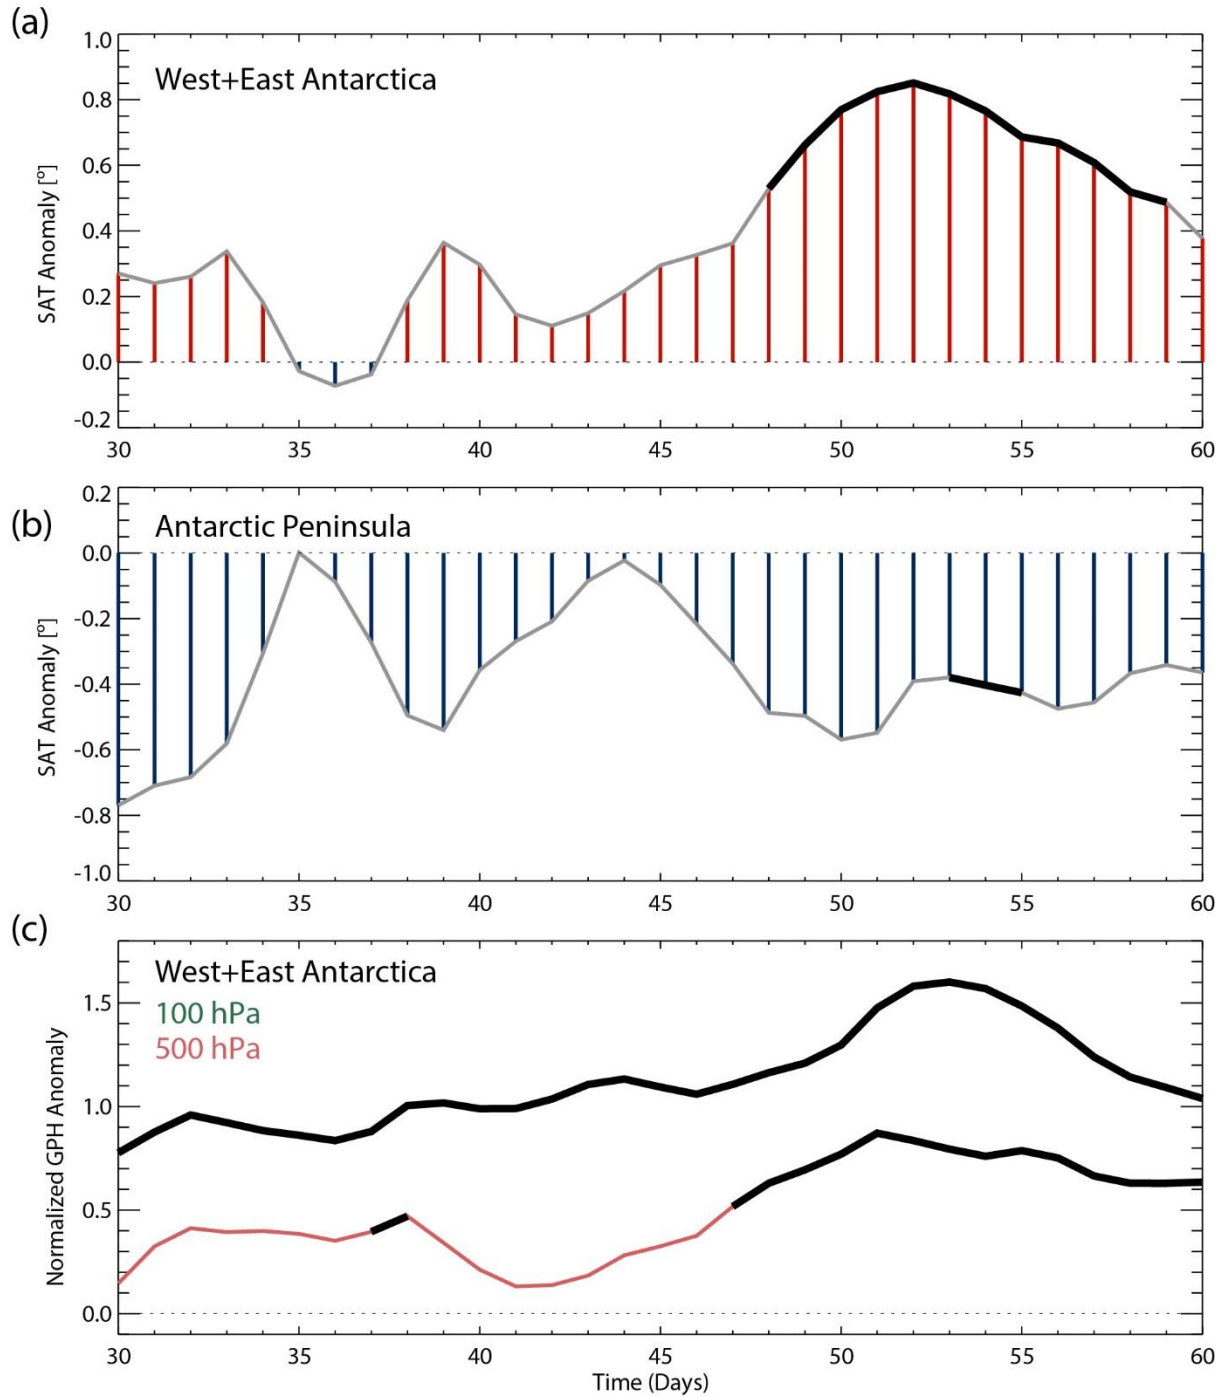 (a)
1.0
0.8
0.6
0.4
0.2
0.0
-0.2
SAT Anomaly [°]
West+East Antarctica
30 35 40 45 50 55 60
(b)
0.2
0.0
-0.2
-0.4
-0.6
-0.8
-1.0
SAT Anomaly [°]
Antarctic Peninsula
30 35 40 45 50 55 60
(c)
1.5
1.0
0.5
0.0
Normalized GPH Anomaly
West+East Antarctica
100 hPa
500 hPa
30 35 40 45 50 55 60
Time (Days)